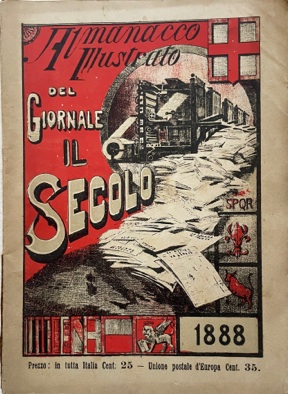 Almanacco
Illustrato
DEL
GIORNALE
IL
SECOLO
SPQR
1888
Prezzo: in tutta Italia Cent. 25 — Unione postale d'Europa Cent. 35.